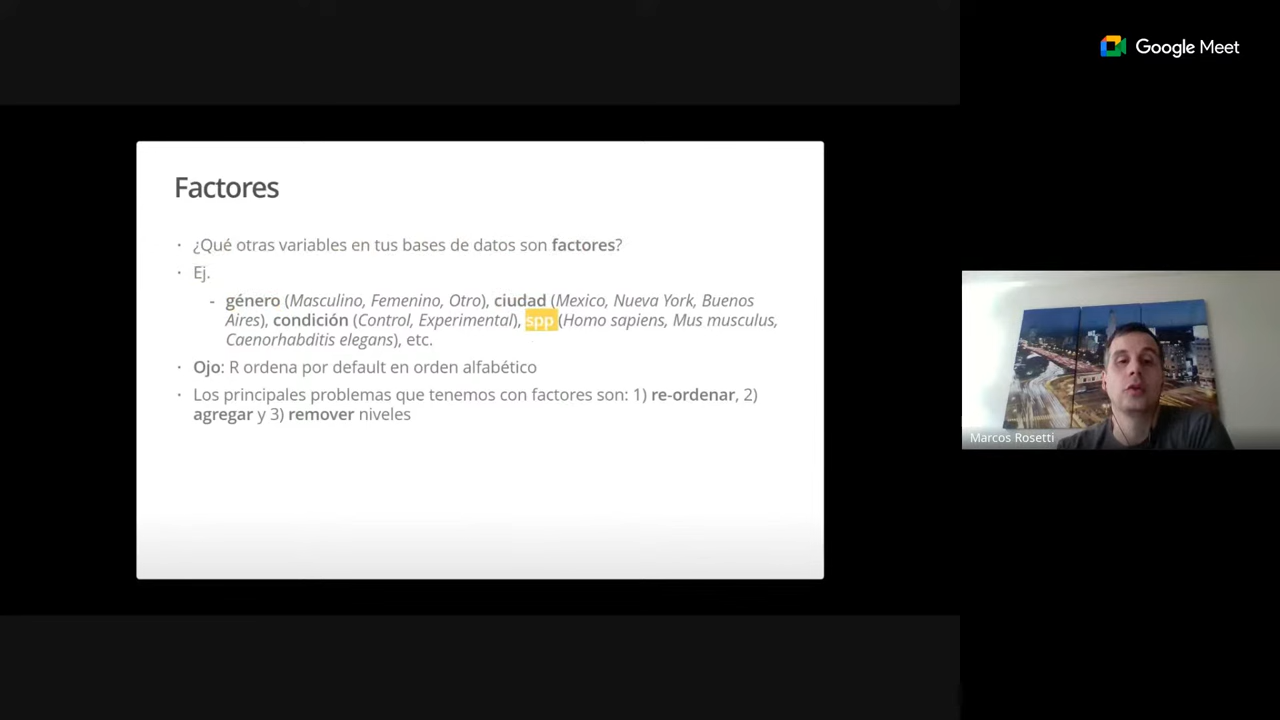 Google Meet
Factores
· ¿Qué otras variables en tus bases de datos son factores?
· Ej.
- género (Masculino, Femenino, Otro), ciudad (Mexico, Nueva York, Buenos
Aires), condición (Control, Experimental), spp (Homo sapiens, Mus musculus,
Caenorhabditis elegans), etc.
· Ojo: R ordena por default en orden alfabético
· Los principales problemas que tenemos con factores son: 1) re-ordenar, 2)
agregar y 3) remover niveles
Marcos Rosetti